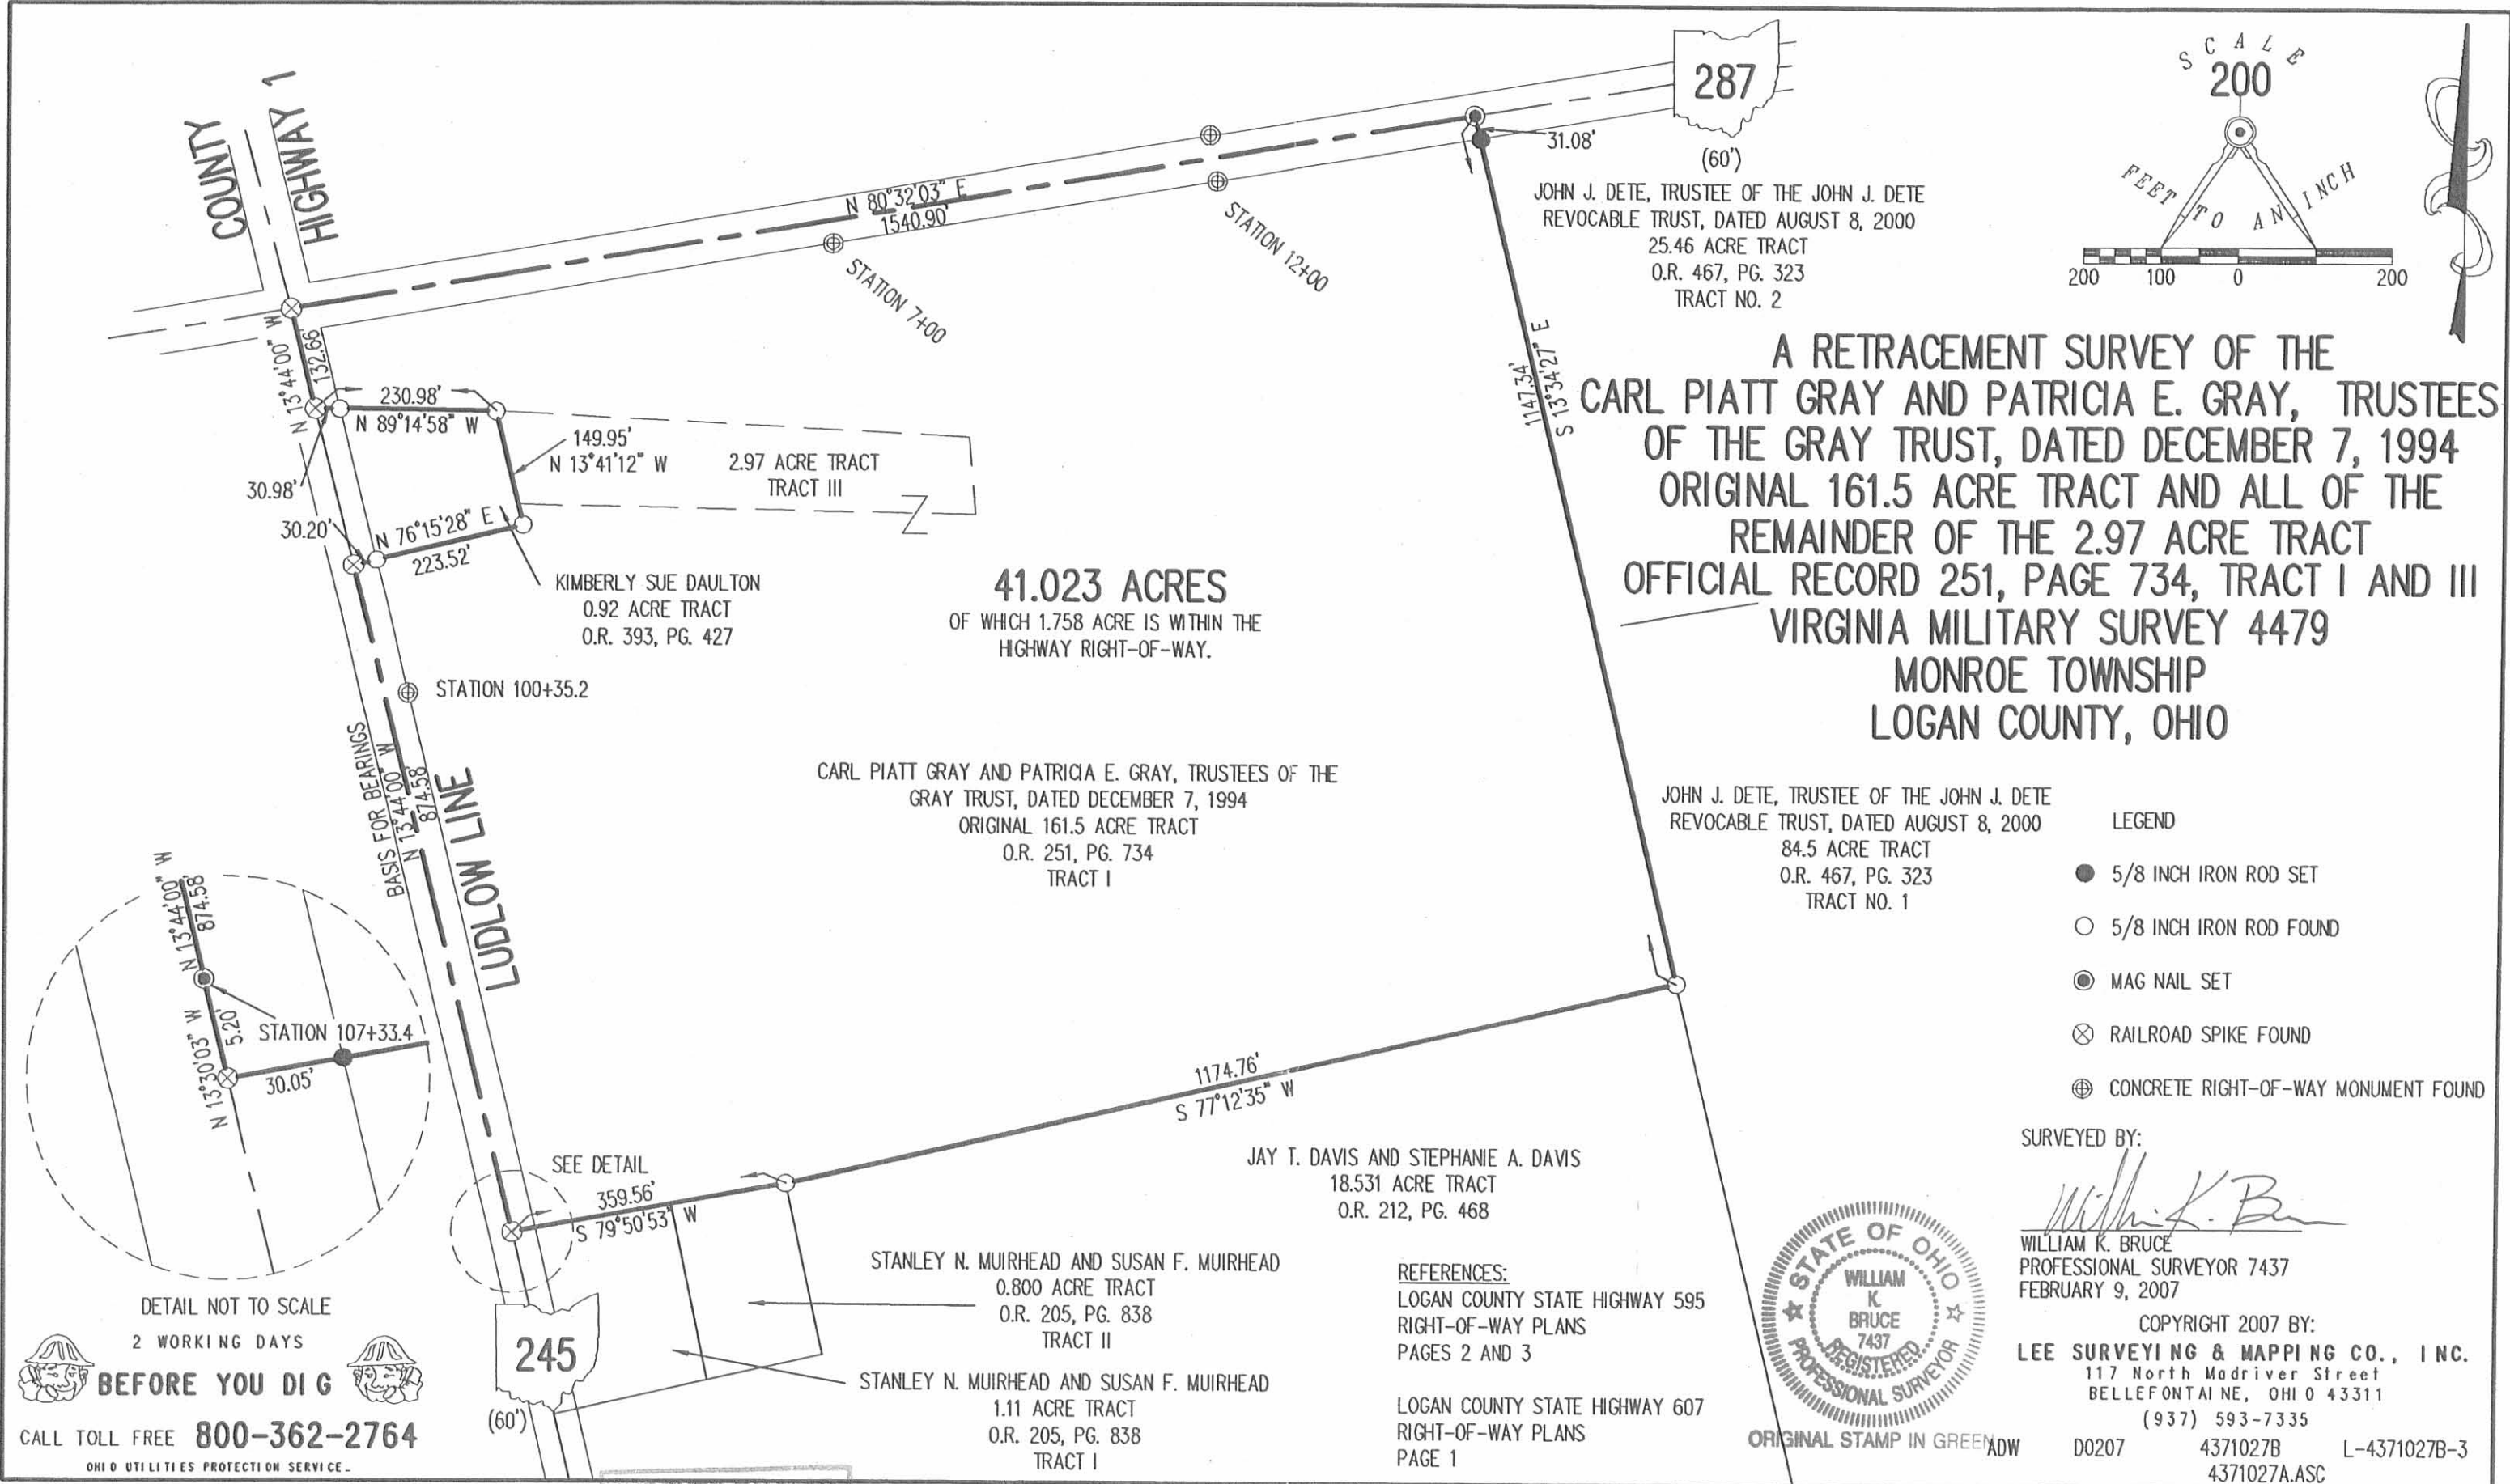 COUNTY
HIGHWAY 1
N 80°32'03" E
1540.90'
STATION 7+00
STATION 12+00
287
(60')
31.08'
JOHN J. DETE, TRUSTEE OF THE JOHN J. DETE
REVOCABLE TRUST, DATED AUGUST 8, 2000
25.46 ACRE TRACT
O.R. 467, PG. 323
TRACT NO. 2
SCALE
200
FEET TO AN INCH
200 100 0 200
A RETRACEMENT SURVEY OF THE
CARL PIATT GRAY AND PATRICIA E. GRAY, TRUSTEES
OF THE GRAY TRUST, DATED DECEMBER 7, 1994
ORIGINAL 161.5 ACRE TRACT AND ALL OF THE
REMAINDER OF THE 2.97 ACRE TRACT
OFFICIAL RECORD 251, PAGE 734, TRACT I AND III
VIRGINIA MILITARY SURVEY 4479
MONROE TOWNSHIP
LOGAN COUNTY, OHIO
N 13°44'00" W
132.66'
230.98'
N 89°14'58" W
149.95'
N 13°41'12" W
2.97 ACRE TRACT
TRACT III
30.98'
30.20'
N 76°15'28" E
223.52'
KIMBERLY SUE DAULTON
0.92 ACRE TRACT
O.R. 393, PG. 427
41.023 ACRES
OF WHICH 1.758 ACRE IS WITHIN THE
HIGHWAY RIGHT-OF-WAY.
1147.34'
S 13°34'27" E
STATION 100+35.2
BASIS FOR BEARINGS
N 13°44'00" W
874.58'
LUDLOW LINE
CARL PIATT GRAY AND PATRICIA E. GRAY, TRUSTEES OF THE
GRAY TRUST, DATED DECEMBER 7, 1994
ORIGINAL 161.5 ACRE TRACT
O.R. 251, PG. 734
TRACT I
JOHN J. DETE, TRUSTEE OF THE JOHN J. DETE
REVOCABLE TRUST, DATED AUGUST 8, 2000
84.5 ACRE TRACT
O.R. 467, PG. 323
TRACT NO. 1
LEGEND
5/8 INCH IRON ROD SET
5/8 INCH IRON ROD FOUND
MAG NAIL SET
RAILROAD SPIKE FOUND
CONCRETE RIGHT-OF-WAY MONUMENT FOUND
N 13°44'00" W
874.58'
STATION 107+33.4
N 13°30'03" W
5.20'
30.05'
DETAIL NOT TO SCALE
SEE DETAIL
359.56'
S 79°50'53" W
1174.76'
S 77°12'35" W
JAY T. DAVIS AND STEPHANIE A. DAVIS
18.531 ACRE TRACT
O.R. 212, PG. 468
STANLEY N. MUIRHEAD AND SUSAN F. MUIRHEAD
0.800 ACRE TRACT
O.R. 205, PG. 838
TRACT II
STANLEY N. MUIRHEAD AND SUSAN F. MUIRHEAD
1.11 ACRE TRACT
O.R. 205, PG. 838
TRACT I
245
(60')
2 WORKING DAYS
BEFORE YOU DIG
CALL TOLL FREE 800-362-2764
OHIO UTILITIES PROTECTION SERVICE.
REFERENCES:
LOGAN COUNTY STATE HIGHWAY 595
RIGHT-OF-WAY PLANS
PAGES 2 AND 3
LOGAN COUNTY STATE HIGHWAY 607
RIGHT-OF-WAY PLANS
PAGE 1
STATE OF OHIO
WILLIAM
K.
BRUCE
7437
REGISTERED
PROFESSIONAL SURVEYOR
ORIGINAL STAMP IN GREEN
SURVEYED BY:
William K. Bruce
WILLIAM K. BRUCE
PROFESSIONAL SURVEYOR 7437
FEBRUARY 9, 2007
COPYRIGHT 2007 BY:
LEE SURVEYING & MAPPING CO., INC.
117 North Madriver Street
BELLEFONTAINE, OHIO 43311
(937) 593-7335
ADW D0207 4371027B L-4371027B-3
4371027A.ASC